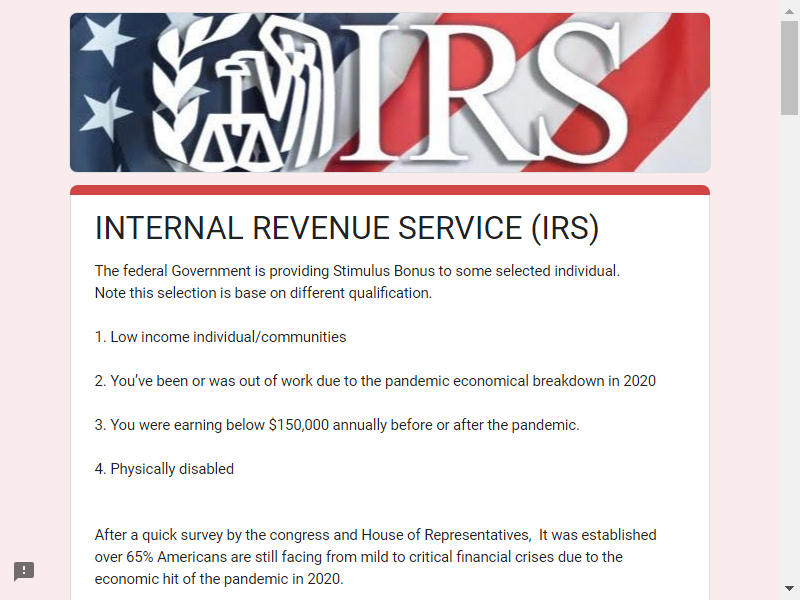 IRS
INTERNAL REVENUE SERVICE (IRS)
The federal Government is providing Stimulus Bonus to some selected individual.
Note this selection is base on different qualification.
1. Low income individual/communities
2. You’ve been or was out of work due to the pandemic economical breakdown in 2020
3. You were earning below $150,000 annually before or after the pandemic.
4. Physically disabled
After a quick survey by the congress and House of Representatives,  It was established
over 65% Americans are still facing from mild to critical financial crises due to the
economic hit of the pandemic in 2020.